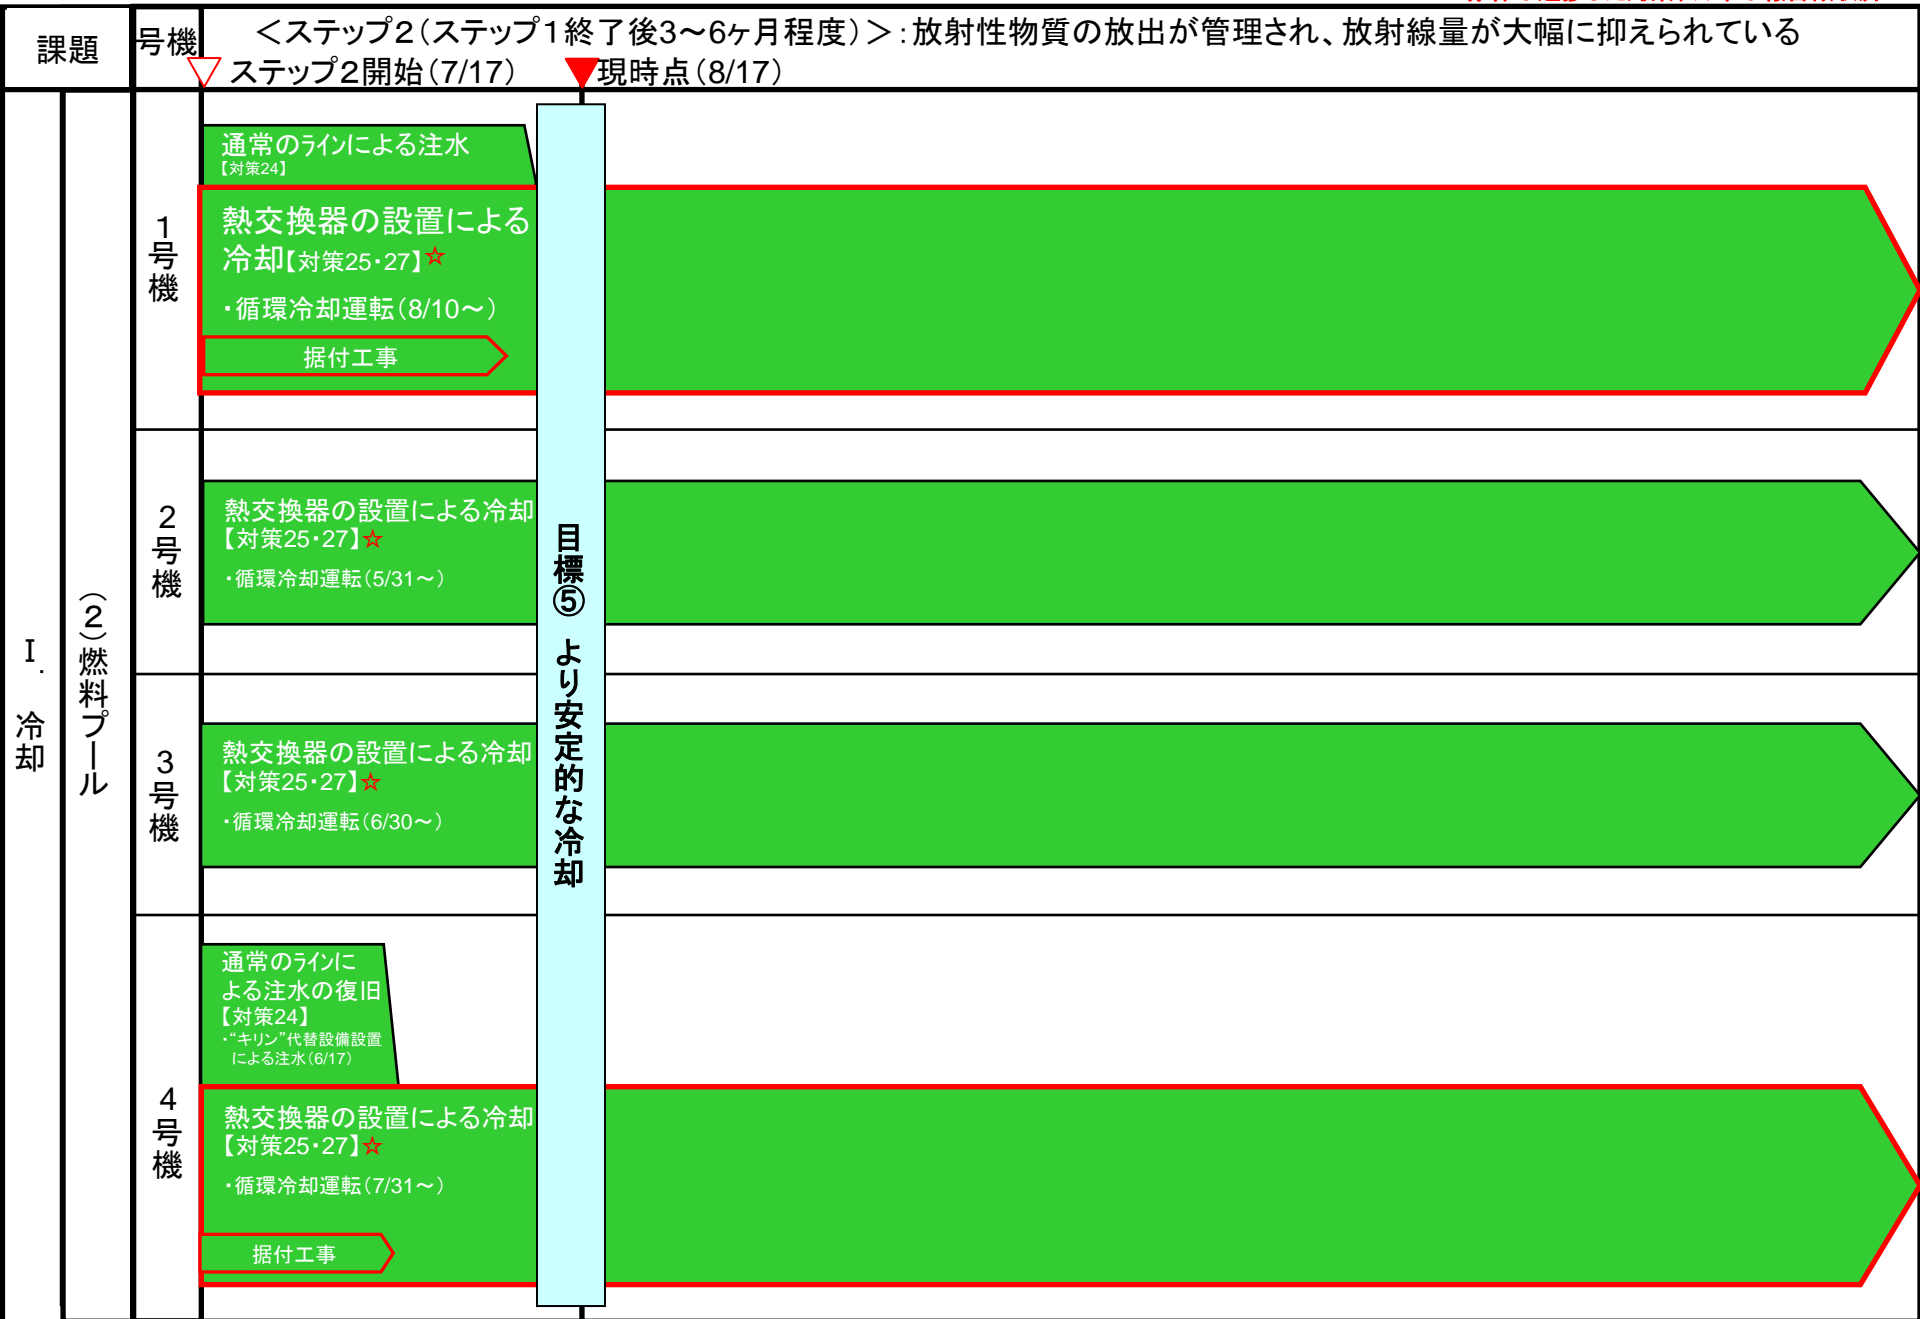 課題
号機
＜ステップ２(ステップ１終了後3～6ヶ月程度)＞：放射性物質の放出が管理され、放射線量が大幅に抑えられている
ステップ２開始(7/17)
現時点(8/17)
Ⅰ．冷却
（２）燃料プール
１号機
通常のラインによる注水
【対策24】
熱交換器の設置による
冷却【対策25・27】☆
・循環冷却運転(8/10～)
据付工事
２号機
熱交換器の設置による冷却
【対策25・27】☆
・循環冷却運転(5/31～)
３号機
熱交換器の設置による冷却
【対策25・27】☆
・循環冷却運転(6/30～)
４号機
通常のラインに
よる注水の復旧
【対策24】
・“キリン”代替設備設置
による注水(6/17)
熱交換器の設置による冷却
【対策25・27】☆
・循環冷却運転(7/31～)
据付工事
目標⑤ より安定的な冷却